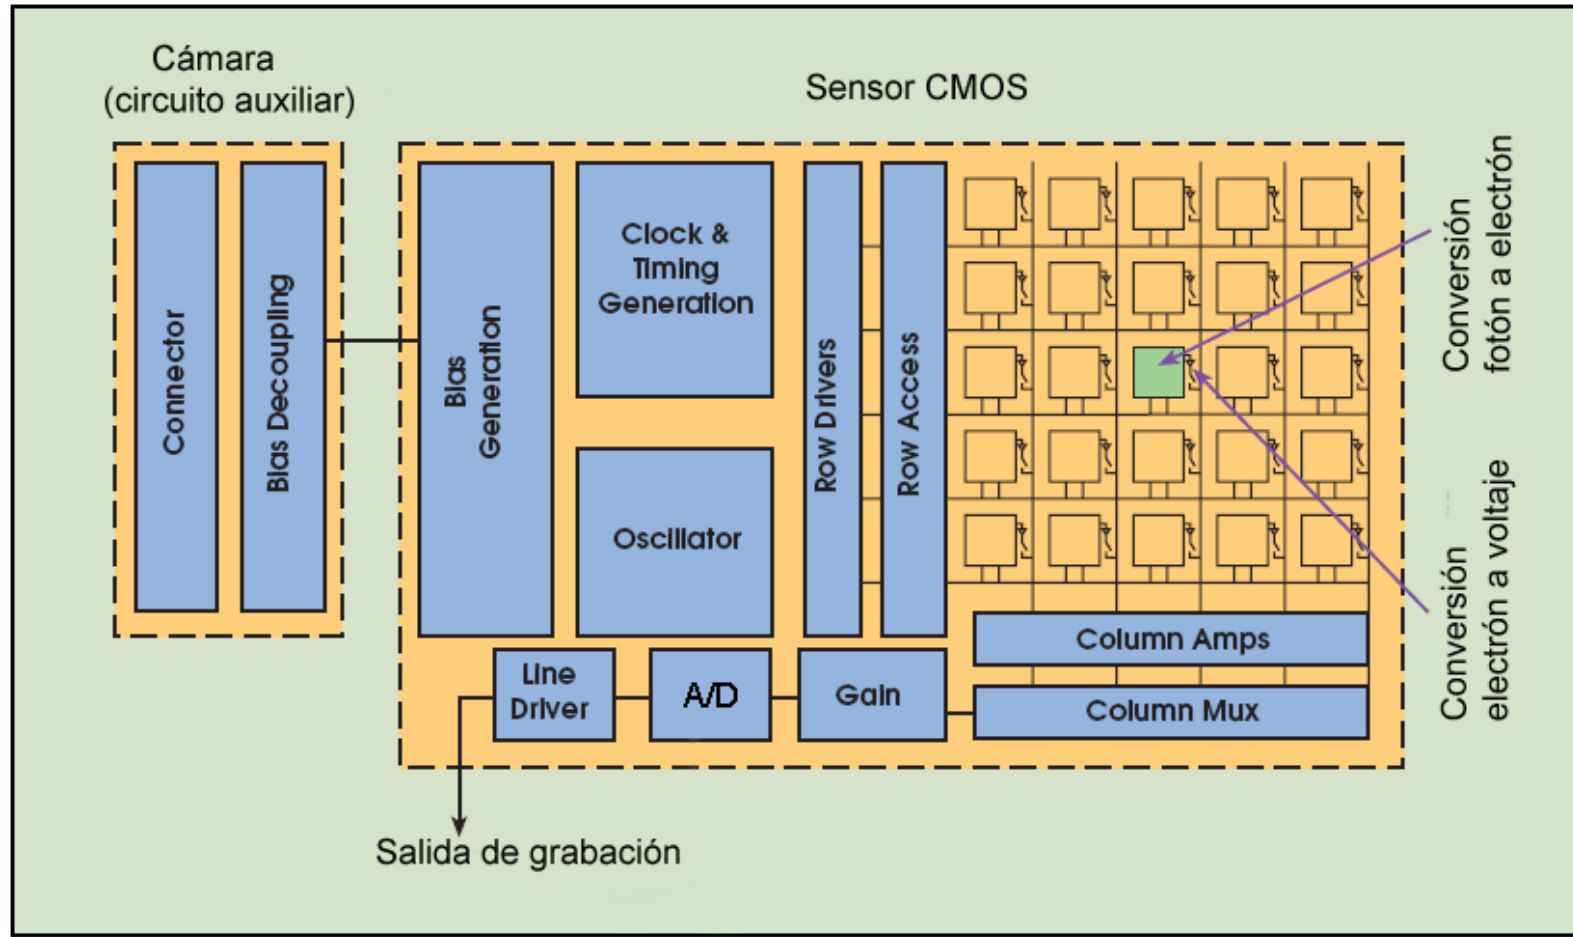 Cámara
(circuito auxiliar)
Sensor CMOS
Connector
Bias Decoupling
Bias
Generation
Clock &
Timing
Generation
Oscillator
Row Drivers
Row Access
Conversión
fotón a electrón
Conversión
electrón a voltaje
Column Amps
Column Mux
Gain
A/D
Line
Driver
Salida de grabación